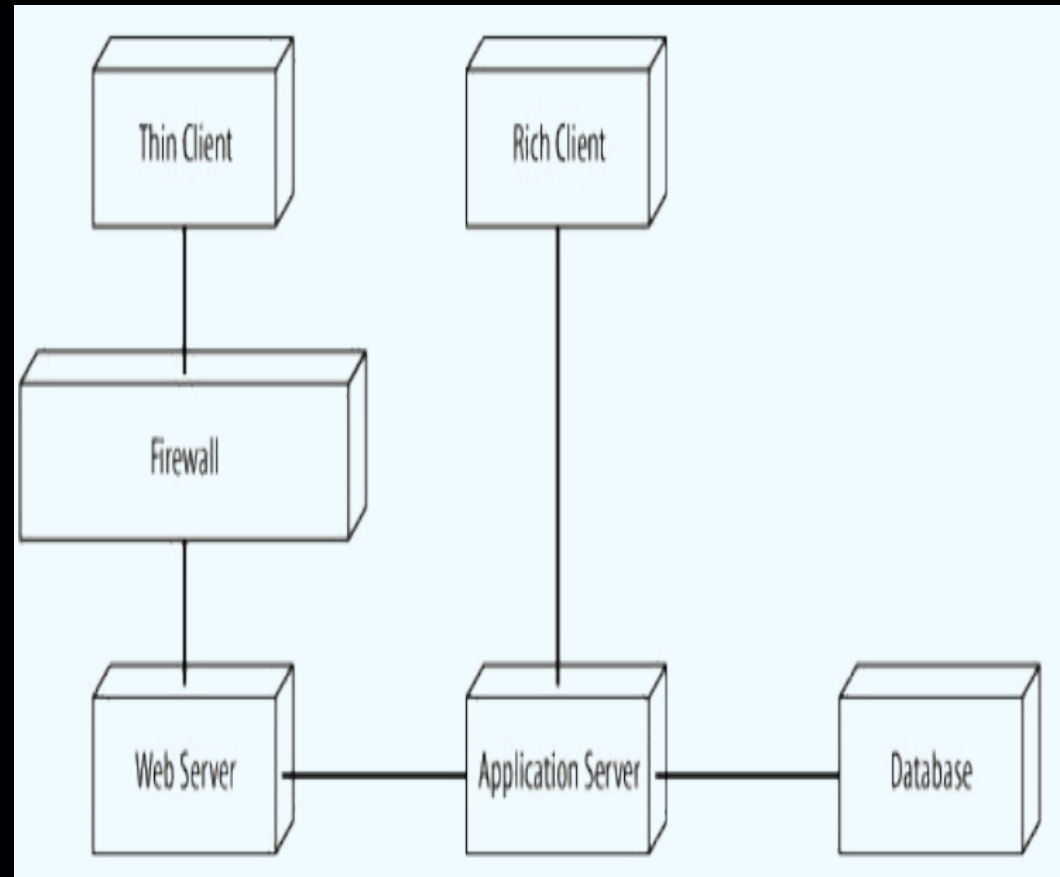 Thin Client
Rich Client
Firewall
Web Server
Application Server
Database